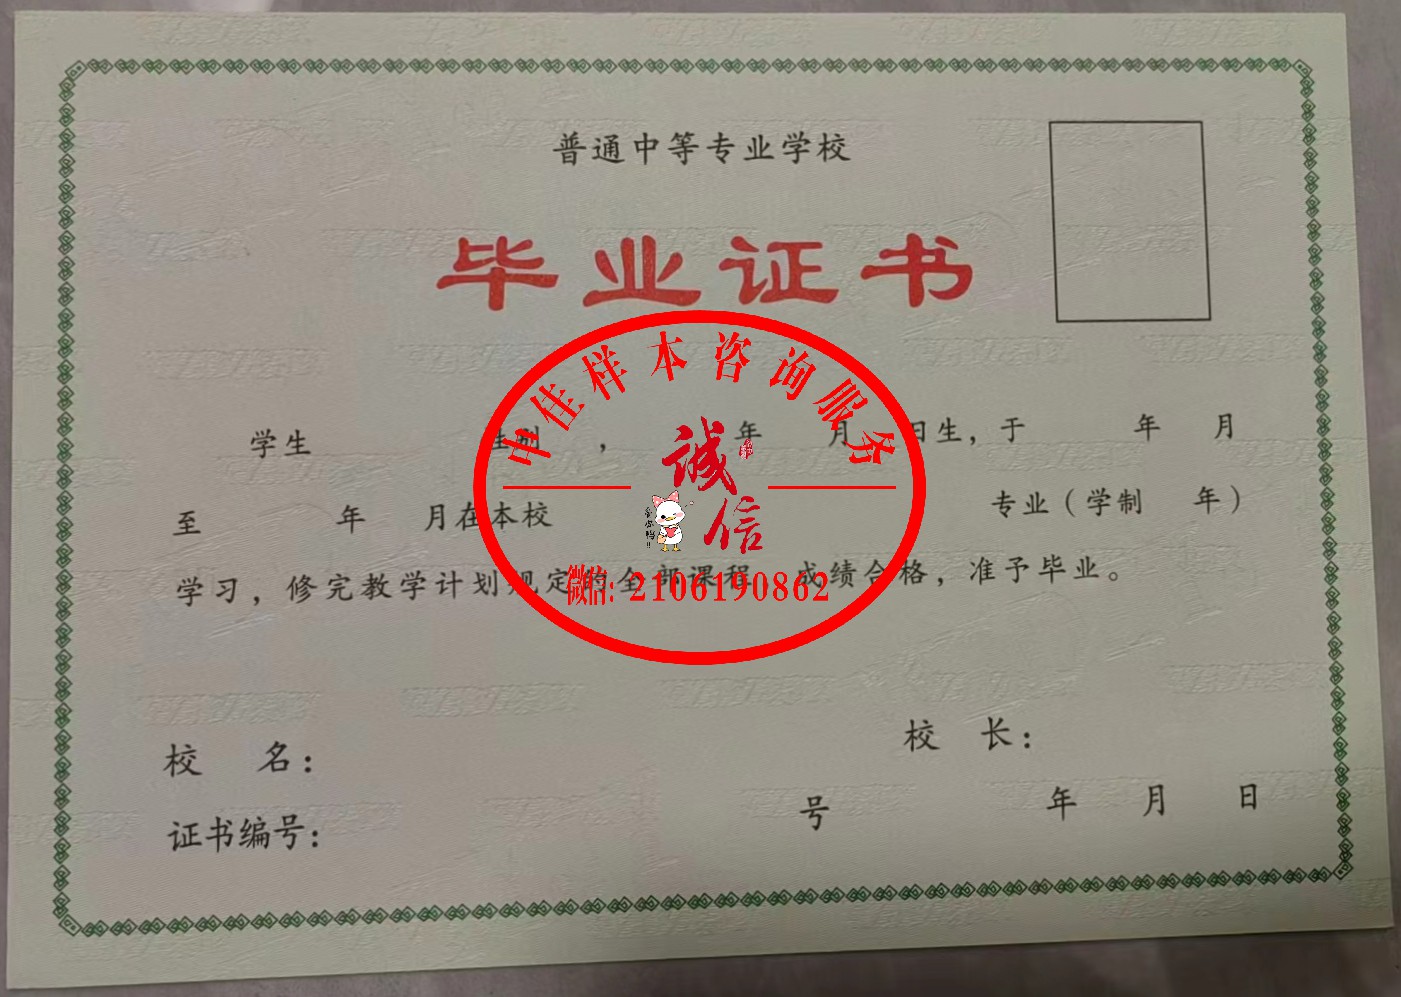 普通中等专业学校
毕业证书
中佳样本咨询服务
学生 性别 , 年 月 日生, 于 年 月
诚信
至 年 月在本校 专业(学制 年)
学习, 修完教学计划规定的全部课程 成绩合格, 准予毕业。
微信: 2106190862
校 名: 校 长:
证书编号: 号 年 月 日